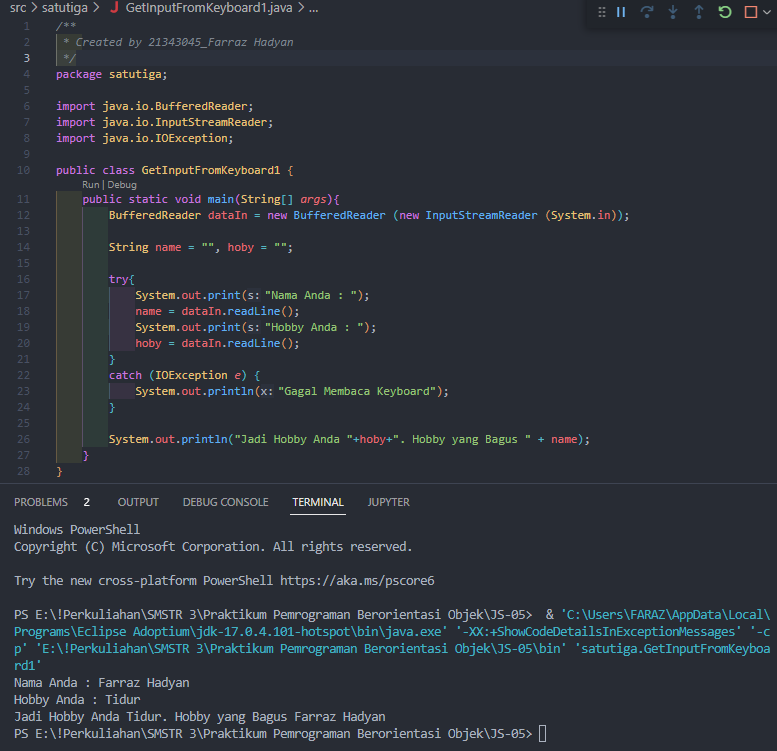 src > satutiga > J GetInputFromKeyboard1.java > ...
1 /**
2 * Created by 21343045_Farraz Hadyan
3 */
4 package satutiga;
5
6 import java.io.BufferedReader;
7 import java.io.InputStreamReader;
8 import java.io.IOException;
9
10 public class GetInputFromKeyboard1 {
Run | Debug
11 public static void main(String[] args){
12 BufferedReader dataIn = new BufferedReader (new InputStreamReader (System.in));
13
14 String name = "", hoby = "";
15
16 try{
17 System.out.print(s: "Nama Anda : ");
18 name = dataIn.readLine();
19 System.out.print(s: "Hobby Anda : ");
20 hoby = dataIn.readLine();
21 }
22 catch (IOException e) {
23 System.out.println(x: "Gagal Membaca Keyboard");
24 }
25
26 System.out.println("Jadi Hobby Anda "+hoby+". Hobby yang Bagus " + name);
27 }
28 }
PROBLEMS 2 OUTPUT DEBUG CONSOLE TERMINAL JUPYTER
Windows PowerShell
Copyright (C) Microsoft Corporation. All rights reserved.
Try the new cross-platform PowerShell https://aka.ms/pscore6
PS E:\!Perkuliahan\SMSTR 3\Praktikum Pemrograman Berorientasi Objek\JS-05> & 'C:\Users\FARAZ\AppData\Local\
Programs\Eclipse Adoptium\jdk-17.0.4.101-hotspot\bin\java.exe' '-XX:+ShowCodeDetailsInExceptionMessages' '-c
p' 'E:\!Perkuliahan\SMSTR 3\Praktikum Pemrograman Berorientasi Objek\JS-05\bin' 'satutiga.GetInputFromKeyboa
rd1'
Nama Anda : Farraz Hadyan
Hobby Anda : Tidur
Jadi Hobby Anda Tidur. Hobby yang Bagus Farraz Hadyan
PS E:\!Perkuliahan\SMSTR 3\Praktikum Pemrograman Berorientasi Objek\JS-05>